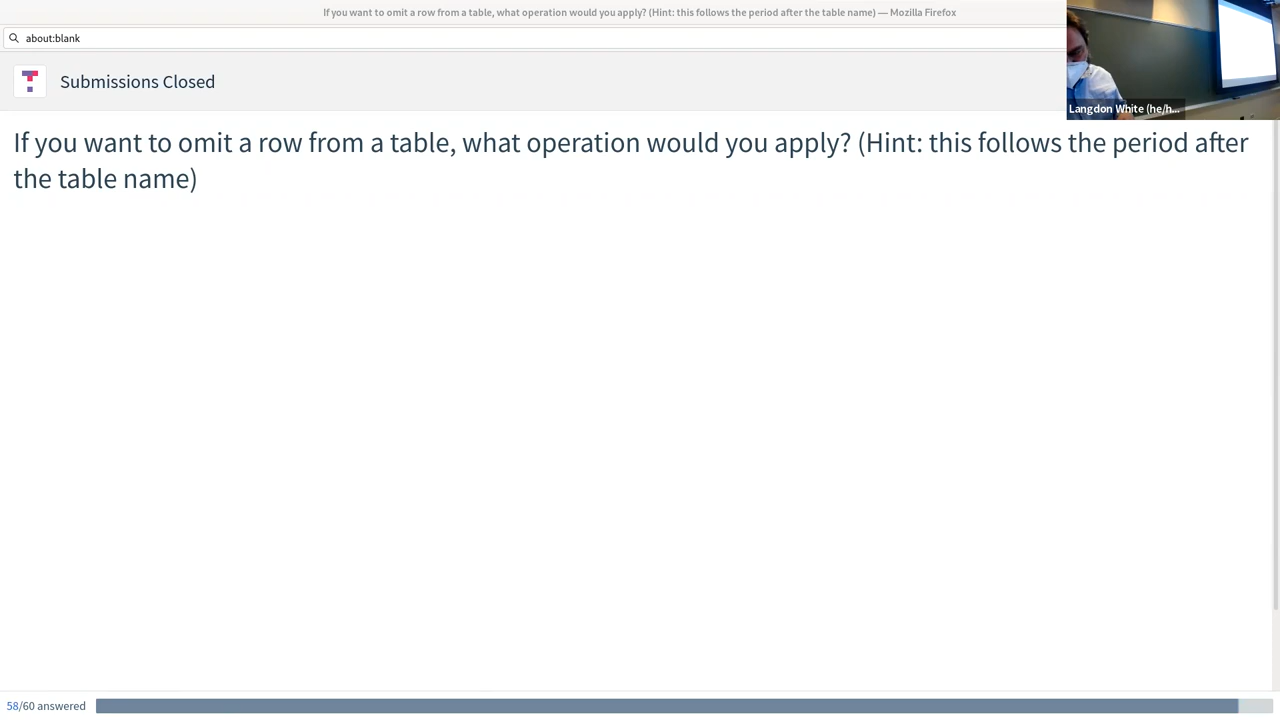 If you want to omit a row from a table, what operation would you apply? (Hint: this follows the period after the table name) — Mozilla Firefox
about:blank
Submissions Closed
Langdon White (he/h...
If you want to omit a row from a table, what operation would you apply? (Hint: this follows the period after
the table name)
58/60 answered